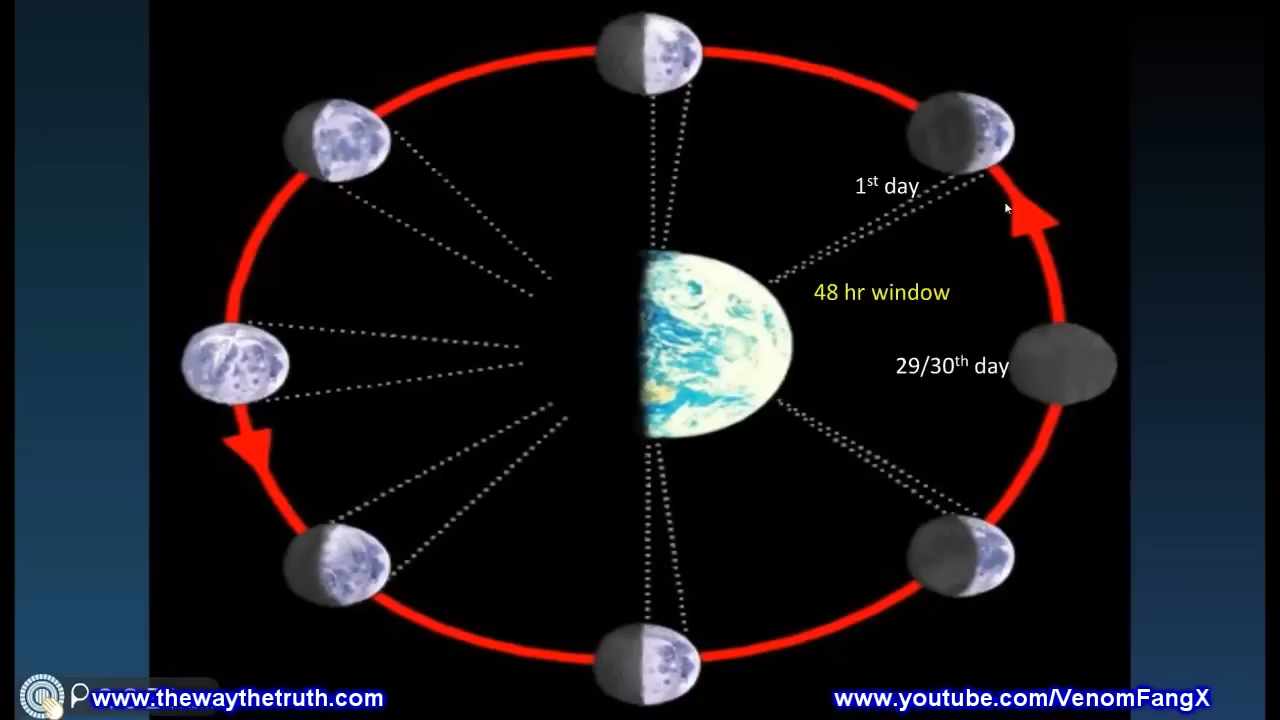 1st day
48 hr window
29/30th day
www.thewaythetruth.com
www.youtube.com/VenomFangX